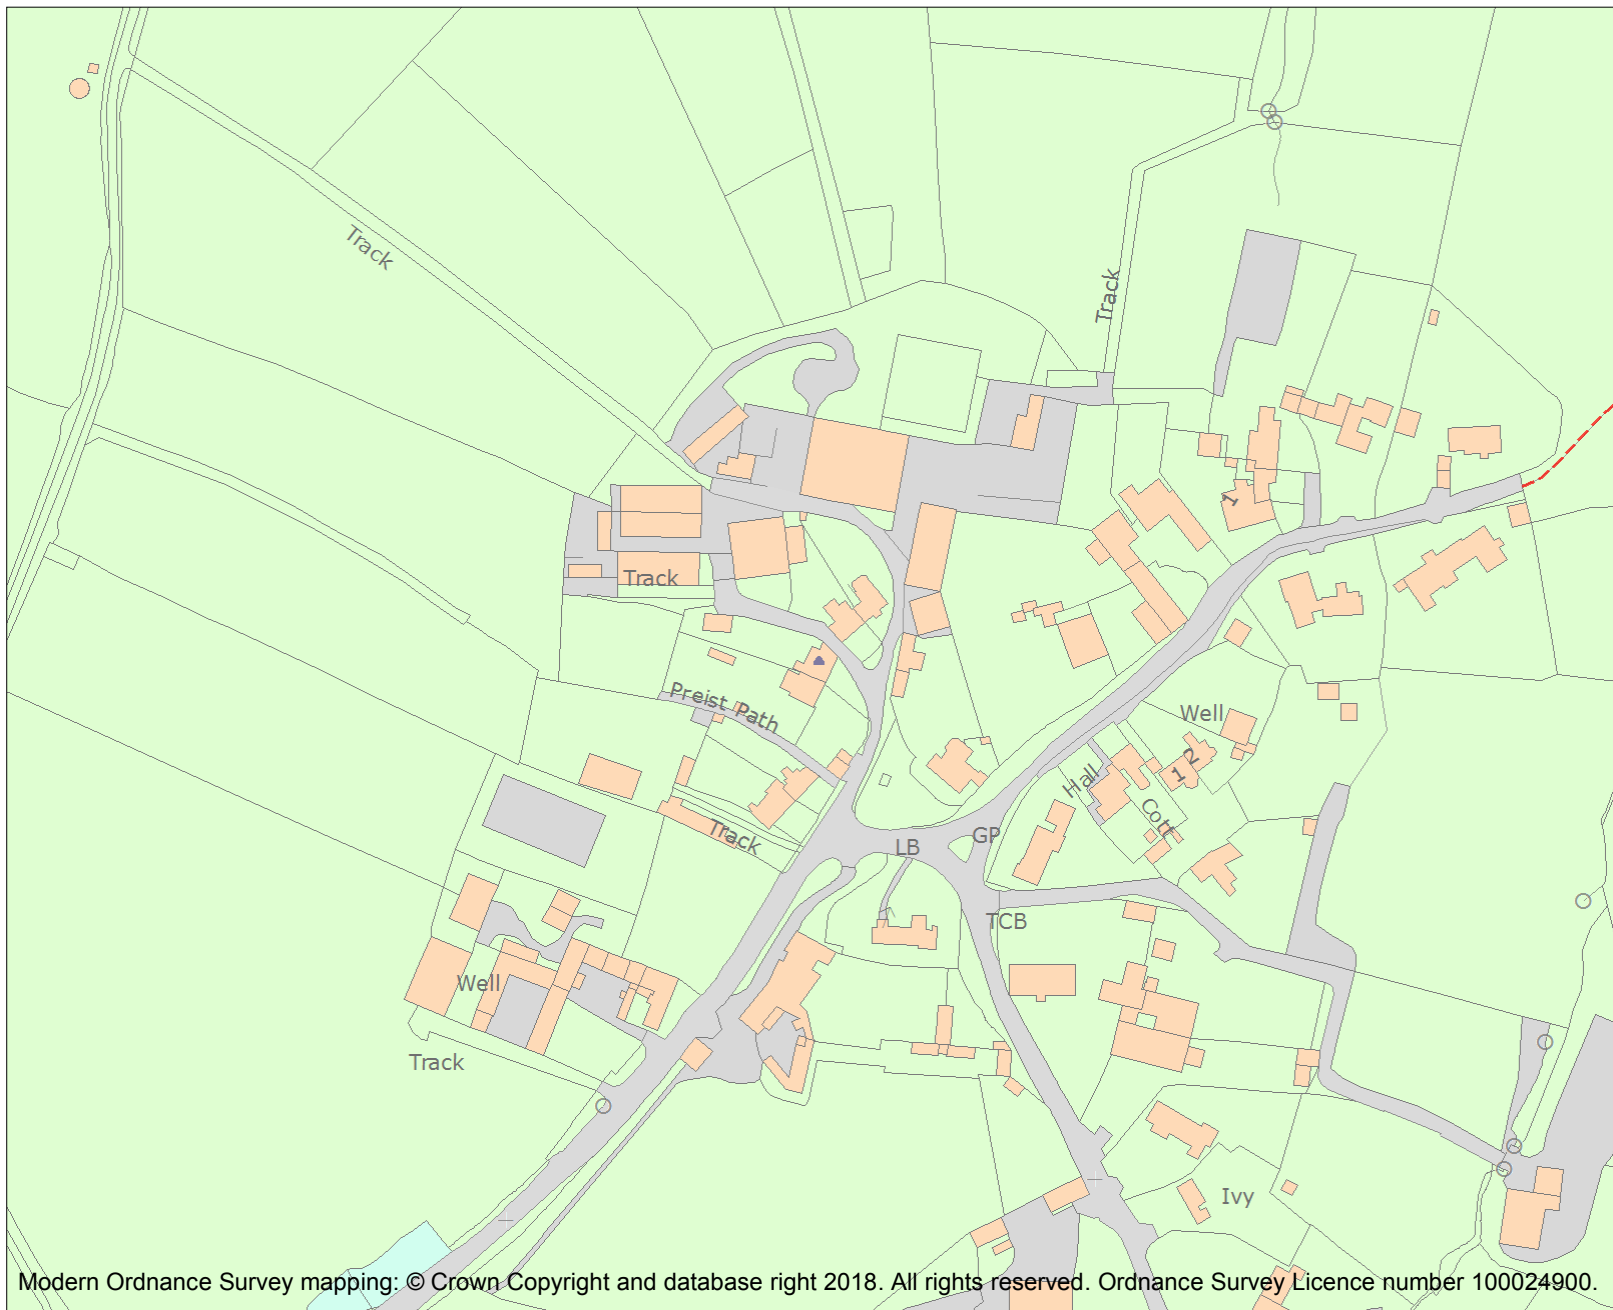 Track
Track
1
Track
Preist Path
Well
2
1
Hall
Cott
Track
GP
LB
TCB
Well
Track
Ivy
Modern Ordnance Survey mapping: © Crown Copyright and database right 2018. All rights reserved. Ordnance Survey Licence number 100024900.